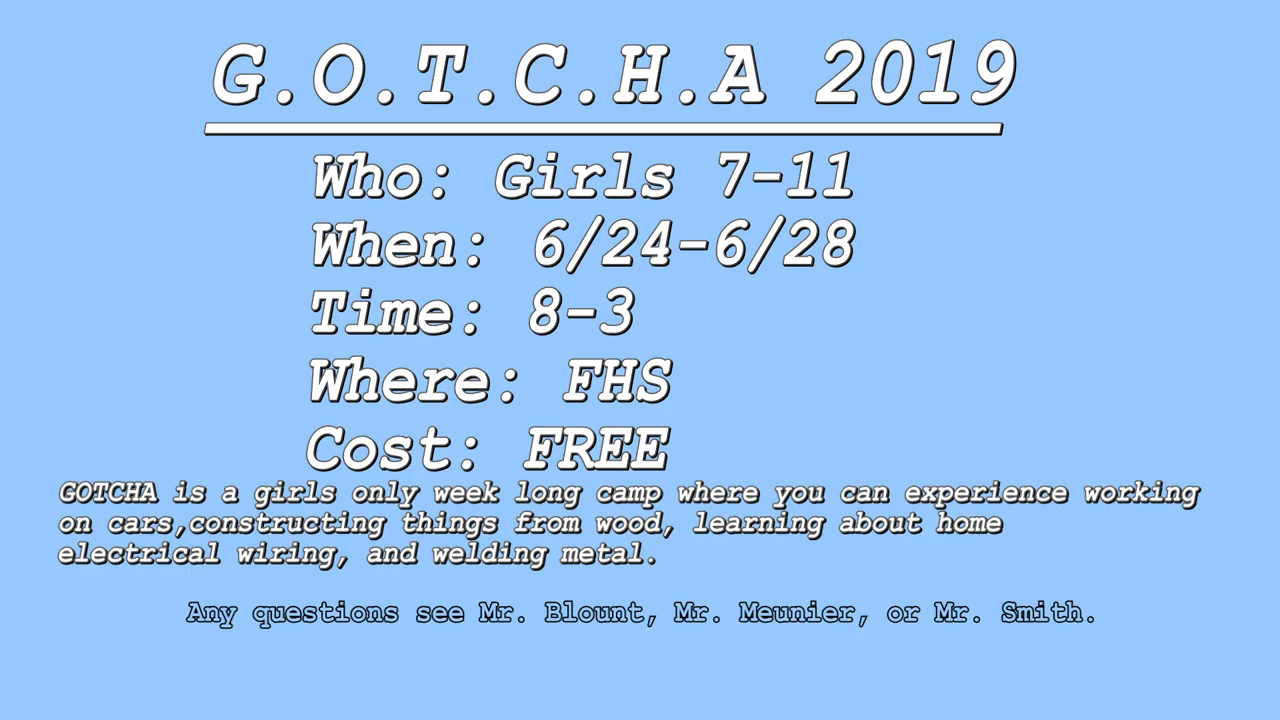 G.O.T.C.H.A 2019
Who: Girls 7-11
When: 6/24-6/28
Time: 8-3
Where: FHS
Cost: FREE
GOTCHA is a girls only week long camp where you can experience working
on cars,constructing things from wood, learning about home
electrical wiring, and welding metal.
Any questions see Mr. Blount, Mr. Meunier, or Mr. Smith.